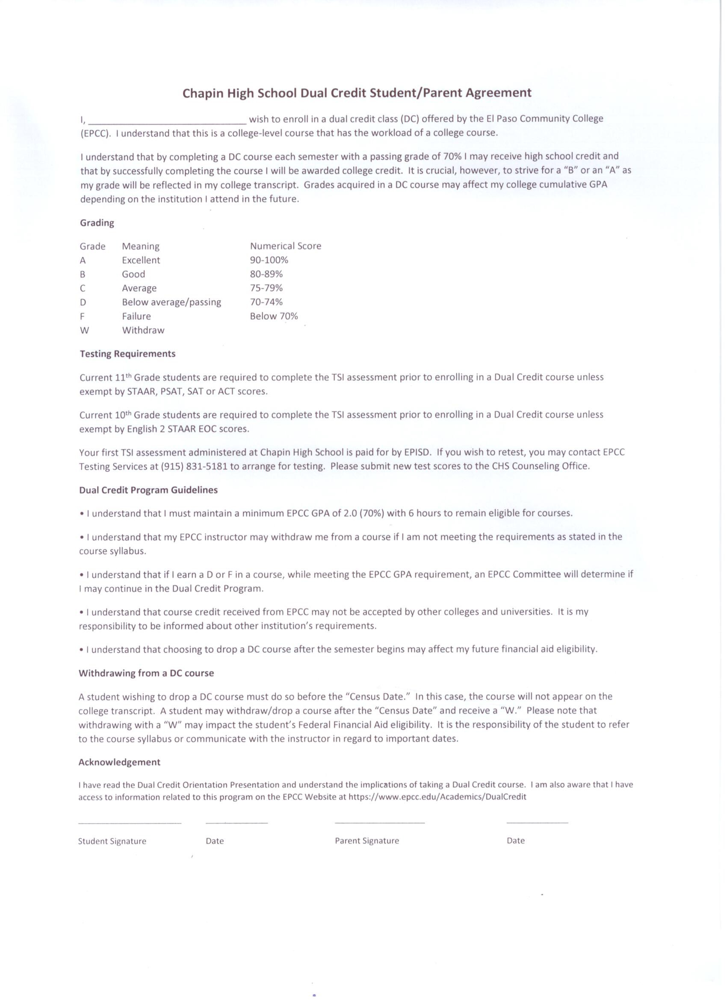 Chapin High School Dual Credit Student/Parent Agreement
I, ______________________________ wish to enroll in a dual credit class (DC) offered by the El Paso Community College
(EPCC).  I understand that this is a college-level course that has the workload of a college course.
I understand that by completing a DC course each semester with a passing grade of 70% I may receive high school credit and
that by successfully completing the course I will be awarded college credit.  It is crucial, however, to strive for a “B” or an “A” as
my grade will be reflected in my college transcript.  Grades acquired in a DC course may affect my college cumulative GPA
depending on the institution I attend in the future.
Grading
Grade Meaning Numerical Score
A Excellent 90-100%
B Good 80-89%
C Average 75-79%
D Below average/passing 70-74%
F Failure Below 70%
W Withdraw
Testing Requirements
Current 11th Grade students are required to complete the TSI assessment prior to enrolling in a Dual Credit course unless
exempt by STAAR, PSAT, SAT or ACT scores.
Current 10th Grade students are required to complete the TSI assessment prior to enrolling in a Dual Credit course unless
exempt by English 2 STAAR EOC scores.
Your first TSI assessment administered at Chapin High School is paid for by EPISD.  If you wish to retest, you may contact EPCC
Testing Services at (915) 831-5181 to arrange for testing.  Please submit new test scores to the CHS Counseling Office.
Dual Credit Program Guidelines
• I understand that I must maintain a minimum EPCC GPA of 2.0 (70%) with 6 hours to remain eligible for courses.
• I understand that my EPCC instructor may withdraw me from a course if I am not meeting the requirements as stated in the
course syllabus.
• I understand that if I earn a D or F in a course, while meeting the EPCC GPA requirement, an EPCC Committee will determine if
I may continue in the Dual Credit Program.
• I understand that course credit received from EPCC may not be accepted by other colleges and universities.  It is my
responsibility to be informed about other institution’s requirements.
• I understand that choosing to drop a DC course after the semester begins may affect my future financial aid eligibility.
Withdrawing from a DC course
A student wishing to drop a DC course must do so before the “Census Date.”  In this case, the course will not appear on the
college transcript.  A student may withdraw/drop a course after the “Census Date” and receive a “W.”  Please note that
withdrawing with a “W” may impact the student’s Federal Financial Aid eligibility.  It is the responsibility of the student to refer
to the course syllabus or communicate with the instructor in regard to important dates.
Acknowledgement
I have read the Dual Credit Orientation Presentation and understand the implications of taking a Dual Credit course.  I am also aware that I have
access to information related to this program on the EPCC Website at https://www.epcc.edu/Academics/DualCredit
Student Signature Date Parent Signature Date